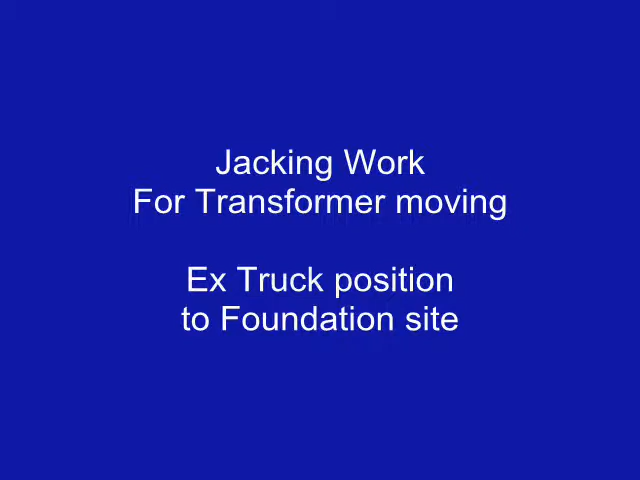 Jacking Work
For Transformer moving
Ex Truck position
to Foundation site